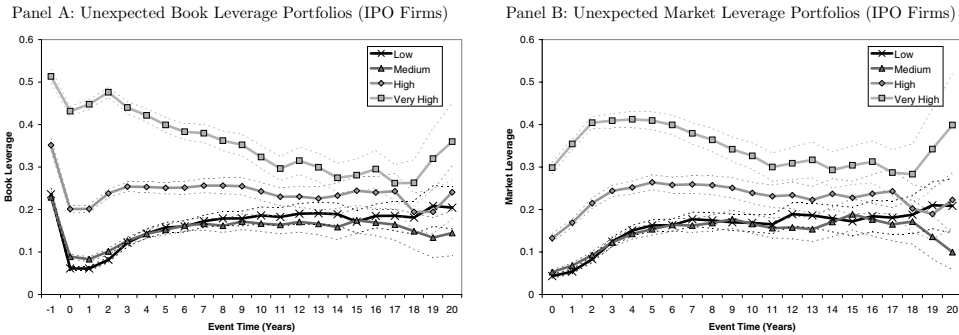 Panel A: Unexpected Book Leverage Portfolios (IPO Firms)
0.6
0.5
0.4
0.3
0.2
0.1
0
Book Leverage
Low
Medium
High
Very High
-1 0 1 2 3 4 5 6 7 8 9 10 11 12 13 14 15 16 17 18 19 20
Event Time (Years)
Panel B: Unexpected Market Leverage Portfolios (IPO Firms)
0.6
0.5
0.4
0.3
0.2
0.1
0
Market Leverage
Low
Medium
High
Very High
0 1 2 3 4 5 6 7 8 9 10 11 12 13 14 15 16 17 18 19 20
Event Time (Years)